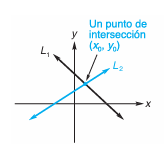 Un punto de
intersección
(x₀, y₀)
y
L₁
L₂
x